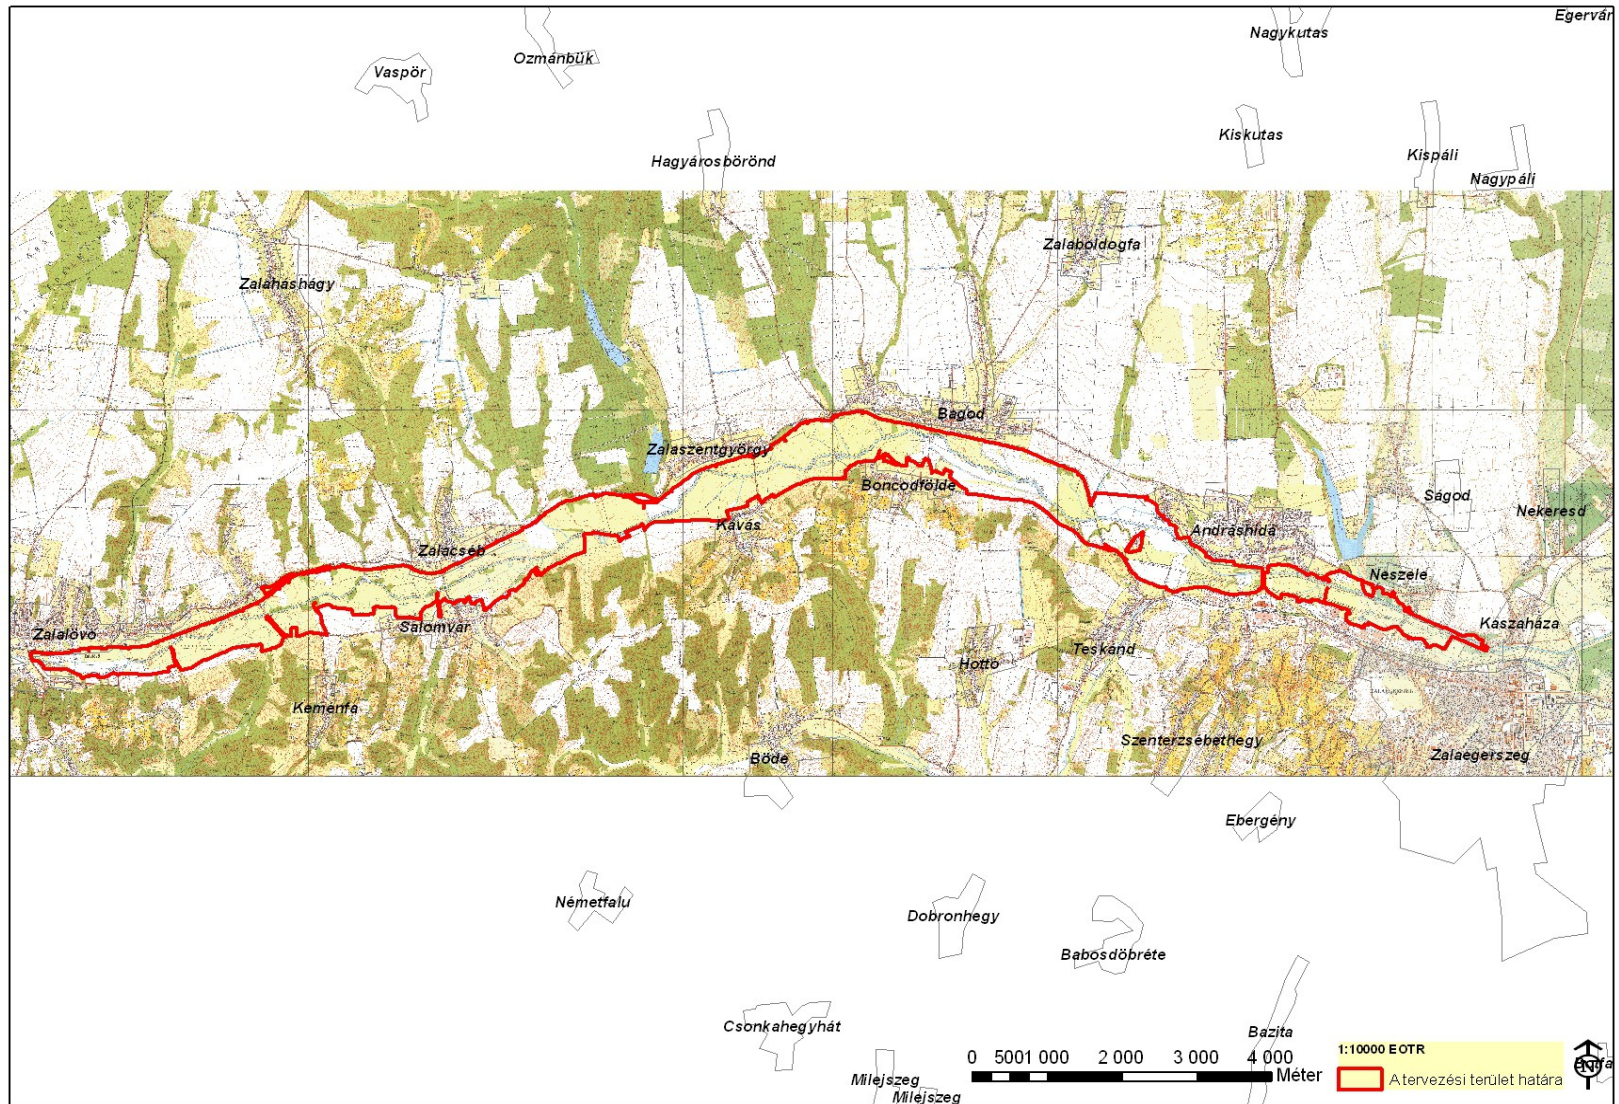 Egervár
Nagykutas
Ozmánbük
Vaspör
Kiskutas
Hagyárosbörönd
Kispáli
Nagypáli
Zalaboldogfa
Zalaháshágy
Bagod
Zalaszentgyörgy
Boncodfölde
Ságod
Nekeresd
Kávás
Andráshida
Zalacséb
Neszele
Zalalövő
Salomvár
Kaszaháza
Hottó
Teskánd
Keménfa
Szenterzsébethegy
Böde
Zalaegerszeg
Ebergény
Németfalu
Dobronhegy
Babosdöbréte
Csonkahegyhát
Bazita
Milejszeg
Milejszeg
0 500 1 000 2 000 3 000 4 000
Méter
1:10000 EOTR
A tervezési terület határa
N